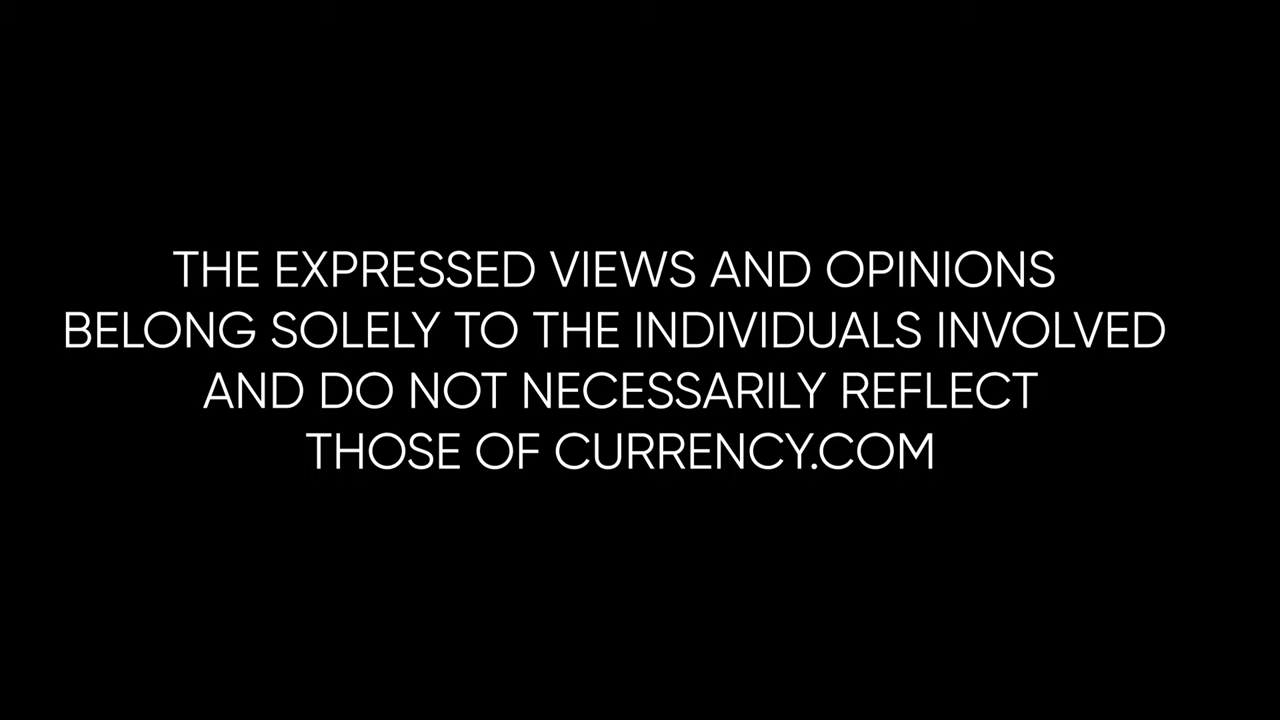 THE EXPRESSED VIEWS AND OPINIONS
BELONG SOLELY TO THE INDIVIDUALS INVOLVED
AND DO NOT NECESSARILY REFLECT
THOSE OF CURRENCY.COM